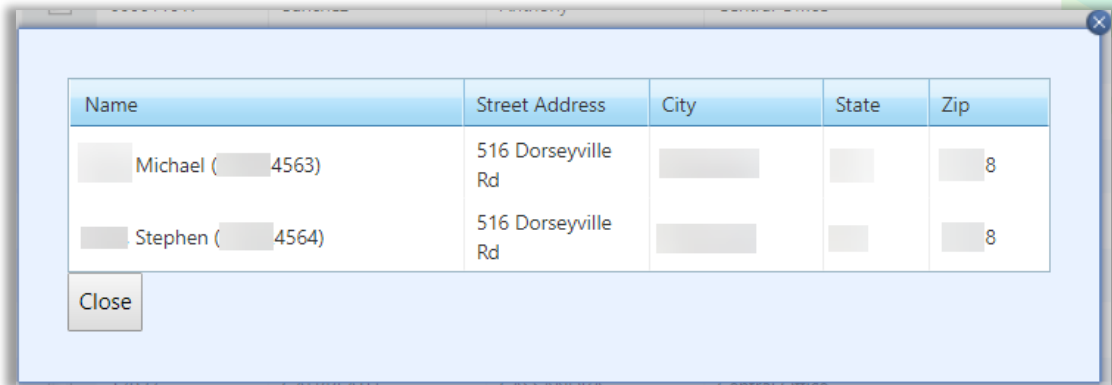 Name Street Address City State Zip
Michael ( 4563) 516 Dorseyville
Rd 8
Stephen ( 4564) 516 Dorseyville
Rd 8
Close